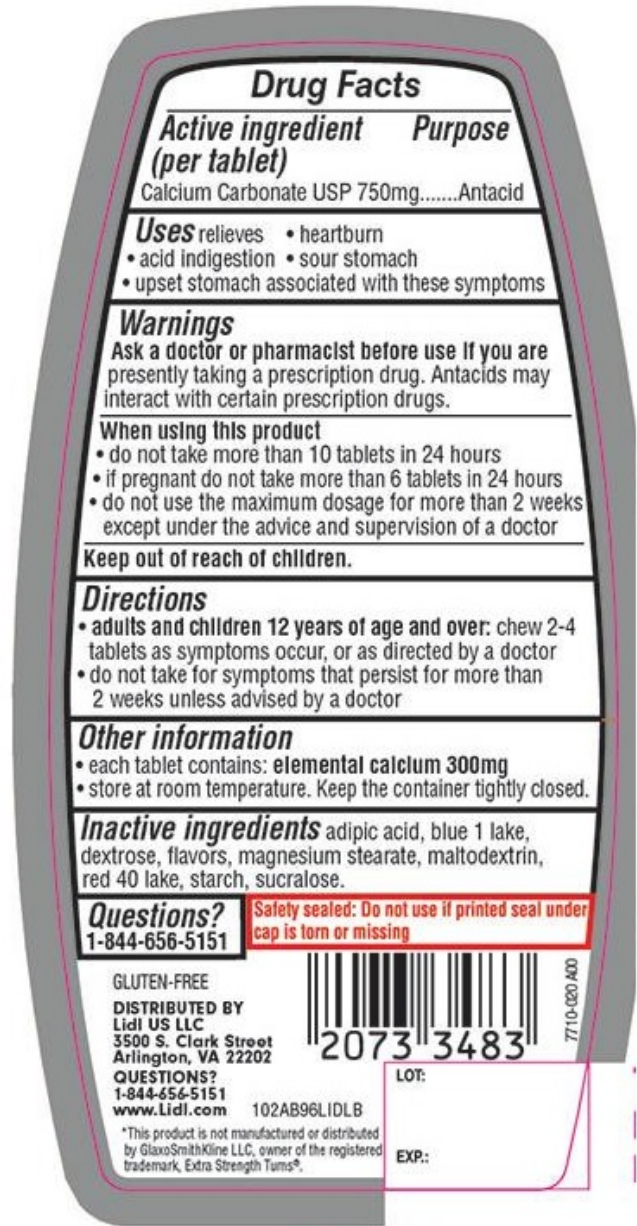 Drug Facts
Active ingredient Purpose
(per tablet)
Calcium Carbonate USP 750mg.......Antacid
Uses relieves • heartburn
• acid indigestion • sour stomach
• upset stomach associated with these symptoms
Warnings
Ask a doctor or pharmacist before use if you are
presently taking a prescription drug. Antacids may
interact with certain prescription drugs.
When using this product
• do not take more than 10 tablets in 24 hours
• if pregnant do not take more than 6 tablets in 24 hours
• do not use the maximum dosage for more than 2 weeks
except under the advice and supervision of a doctor
Keep out of reach of children.
Directions
• adults and children 12 years of age and over: chew 2-4
tablets as symptoms occur, or as directed by a doctor
• do not take for symptoms that persist for more than
2 weeks unless advised by a doctor
Other information
• each tablet contains: elemental calcium 300mg
• store at room temperature. Keep the container tightly closed.
Inactive ingredients adipic acid, blue 1 lake,
dextrose, flavors, magnesium stearate, maltodextrin,
red 40 lake, starch, sucralose.
Questions?
1-844-656-5151
Safety sealed: Do not use if printed seal under
cap is torn or missing
GLUTEN-FREE
DISTRIBUTED BY
Lidl US LLC
3500 S. Clark Street
Arlington, VA 22202
QUESTIONS?
1-844-656-5151
www.Lidl.com 102AB96LIDLB
*This product is not manufactured or distributed
by GlaxoSmithKline LLC, owner of the registered
trademark, Extra Strength Tums®.
2073 3483
7710-020 A00
LOT:
EXP.: